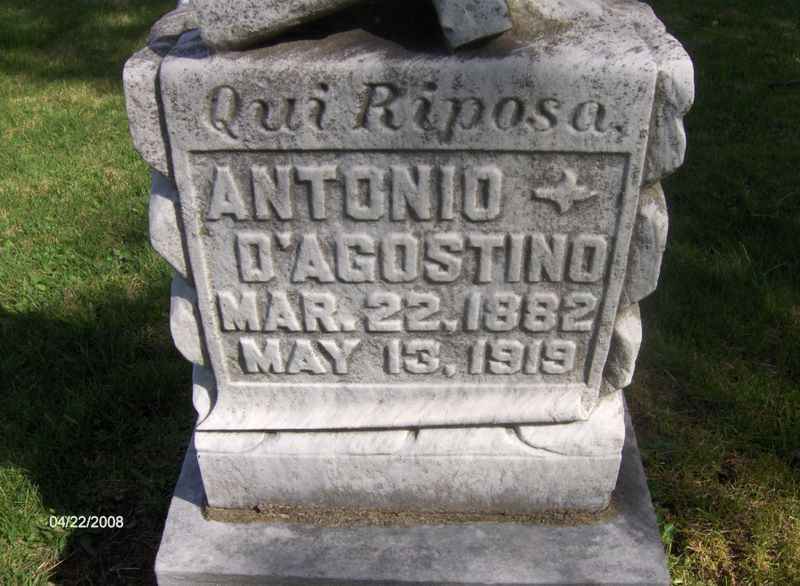 Qui Riposa.
ANTONIO
D'AGOSTINO
MAR. 22, 1882
MAY 13, 1919
04/22/2008